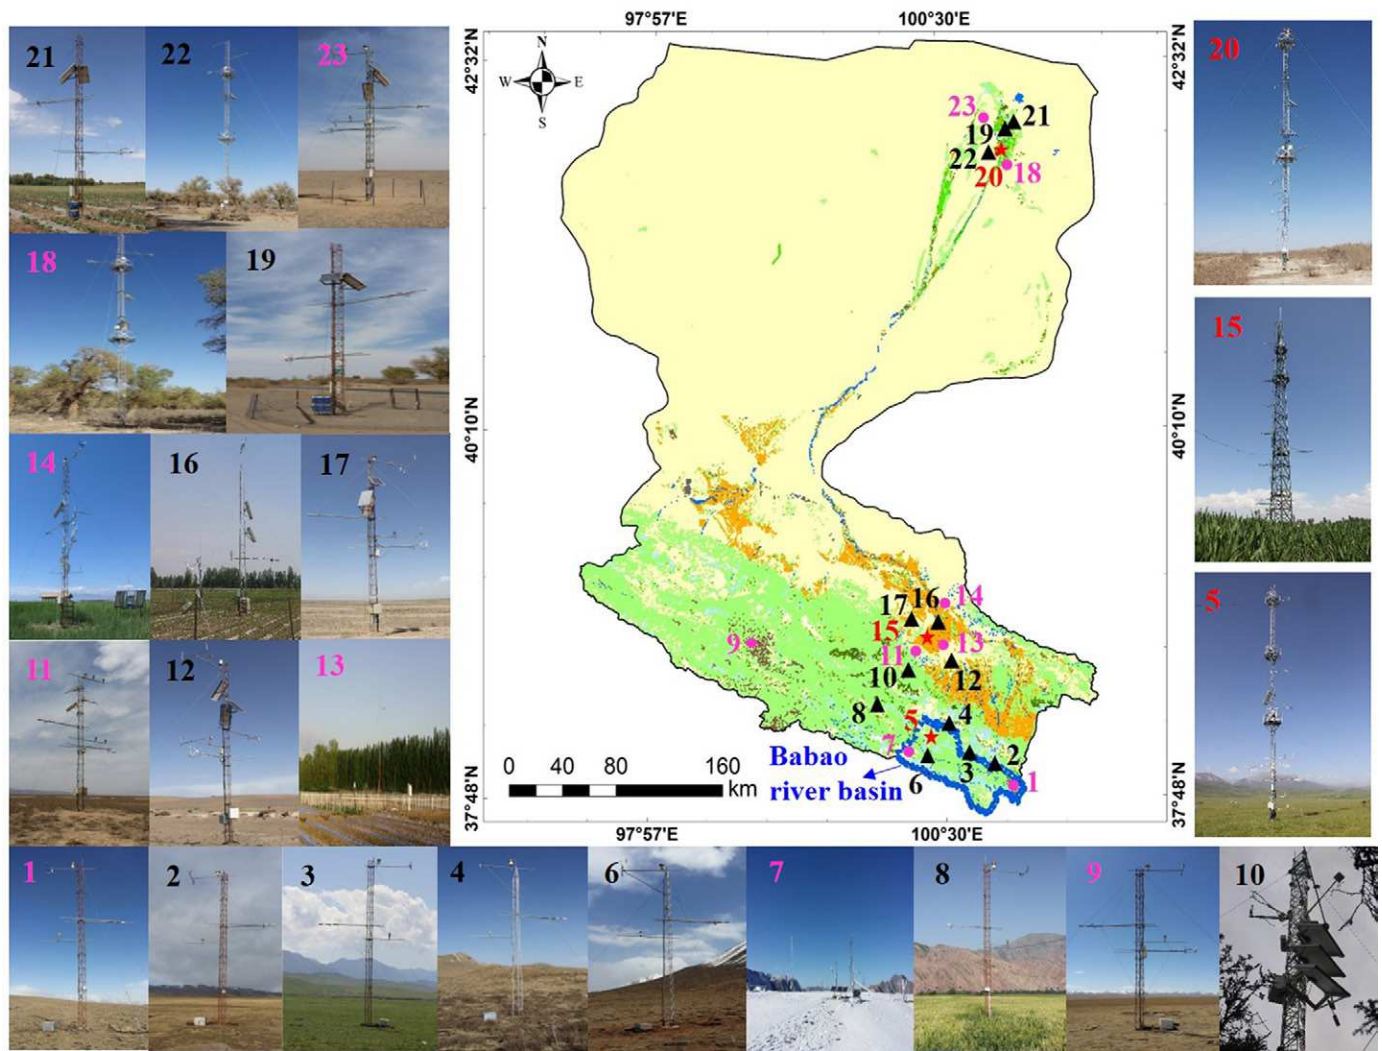 97°57'E 100°30'E
42°32'N 42°32'N
40°10'N 40°10'N
37°48'N 37°48'N
N
W E
S
21 22 23
18 19
14 16 17
11 12 13
23
21
19
22
20
18
17 16 14
15
11 13
9
10
12
8
5 4
7
6 3 2
1
Babao
river basin
0 40 80 160
km
97°57'E 100°30'E
20
15
5
1 2 3 4 6 7 8 9 10